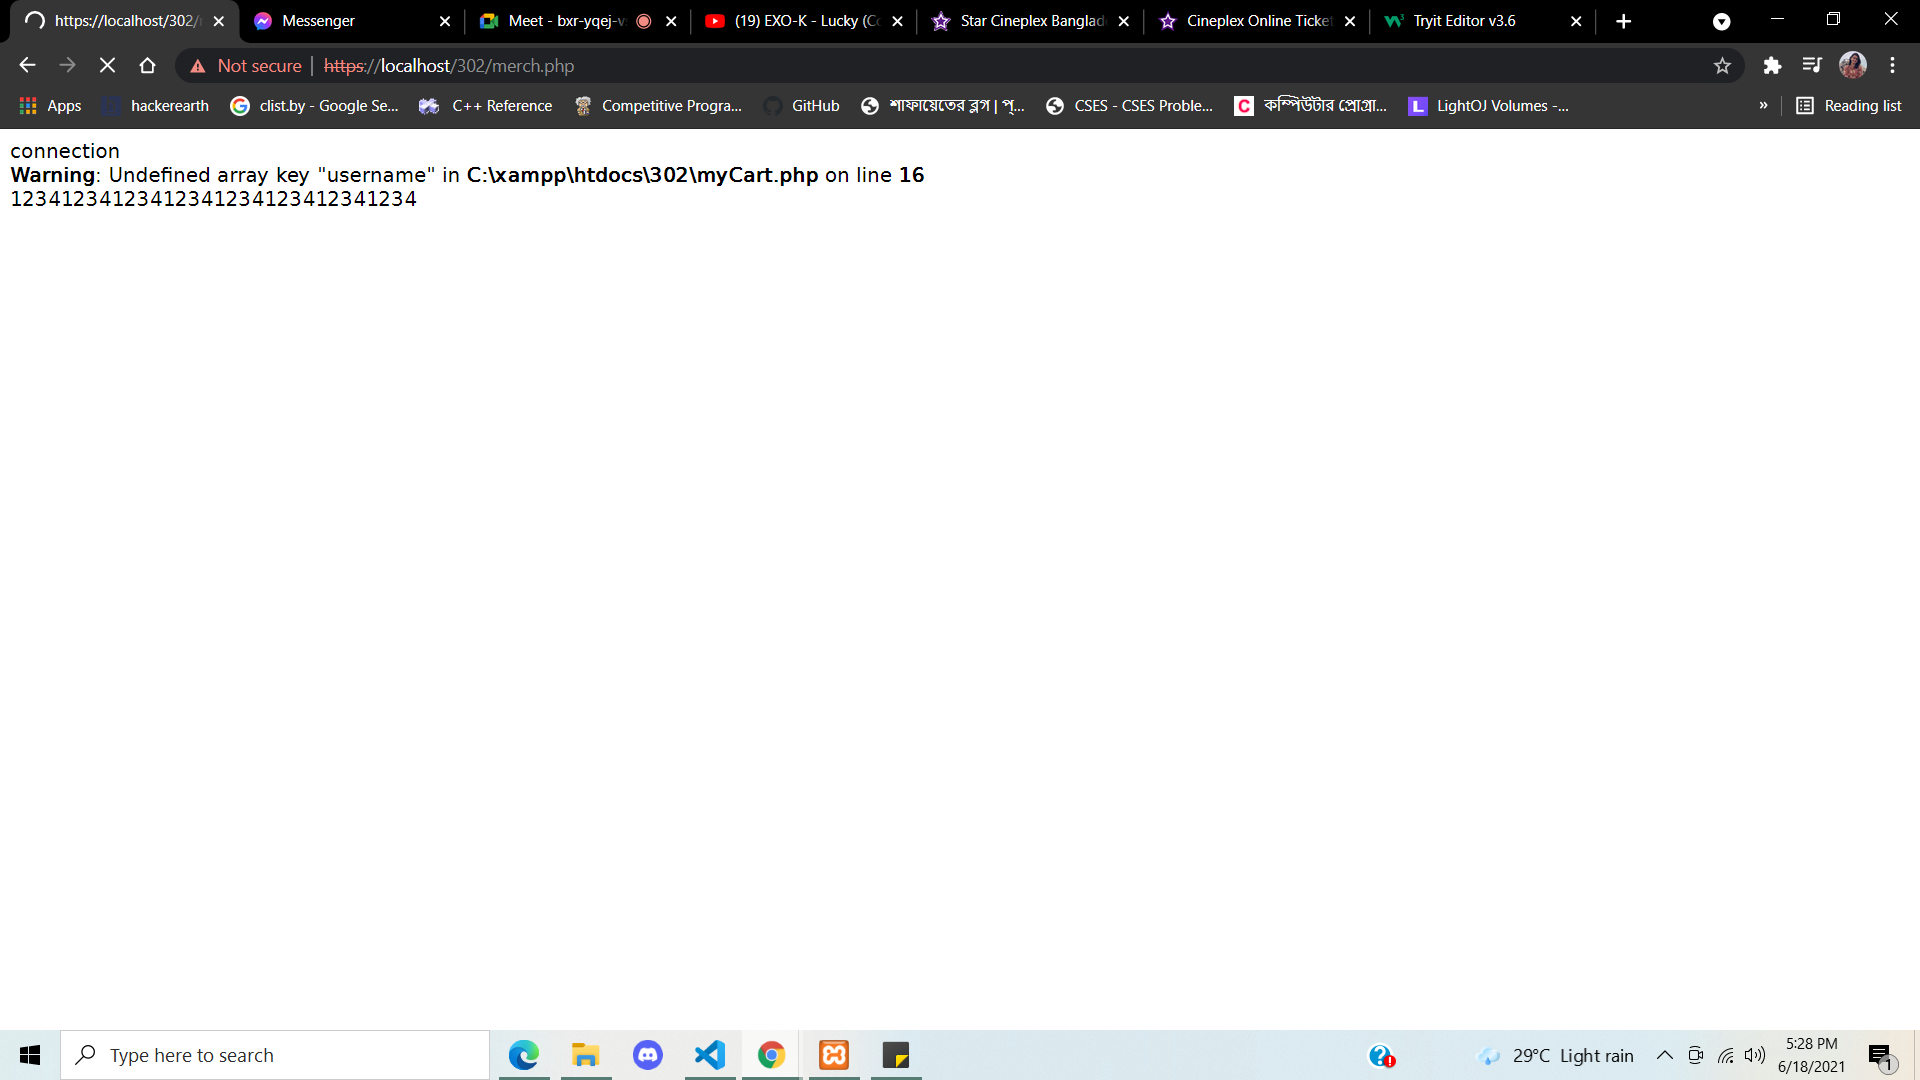 https://localhost/302/
Messenger
Meet - bxr-yqej-v
(19) EXO-K - Lucky (Co
Star Cineplex Banglad
Cineplex Online Ticket
Tryit Editor v3.6
Not secure | https://localhost/302/merch.php
Apps
hackerearth
clist.by - Google Se...
C++ Reference
Competitive Progra...
GitHub
শাফায়েতের ব্লগ | প্...
CSES - CSES Proble...
কম্পিউটার প্রোগ্রা...
LightOJ Volumes -...
»
Reading list
connection
Warning: Undefined array key "username" in C:\xampp\htdocs\302\myCart.php on line 16
12341234123412341234123412341234
Type here to search
29°C Light rain
5:28 PM
6/18/2021
1